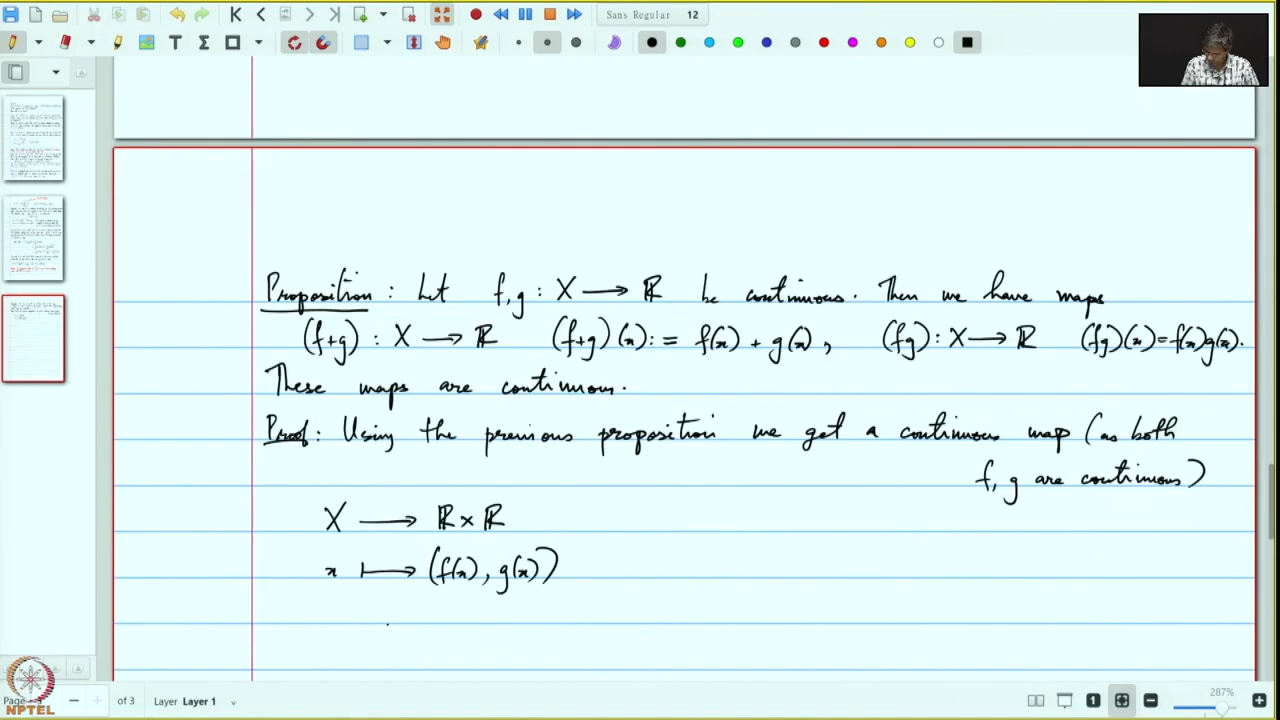 Sans Regular 12
Proposition : Let f,g : X → ℝ be continuous. Then we have maps
(f+g) : X → ℝ (f+g)(x) := f(x) + g(x), (fg) : X → ℝ (fg)(x) = f(x)g(x).
These maps are continuous.
Proof : Using the previous proposition we get a continuous map (as both
f, g are continuous)
X → ℝ × ℝ
x ↦ (f(x), g(x))
NPTEL
of 3 Layer Layer 1
287%